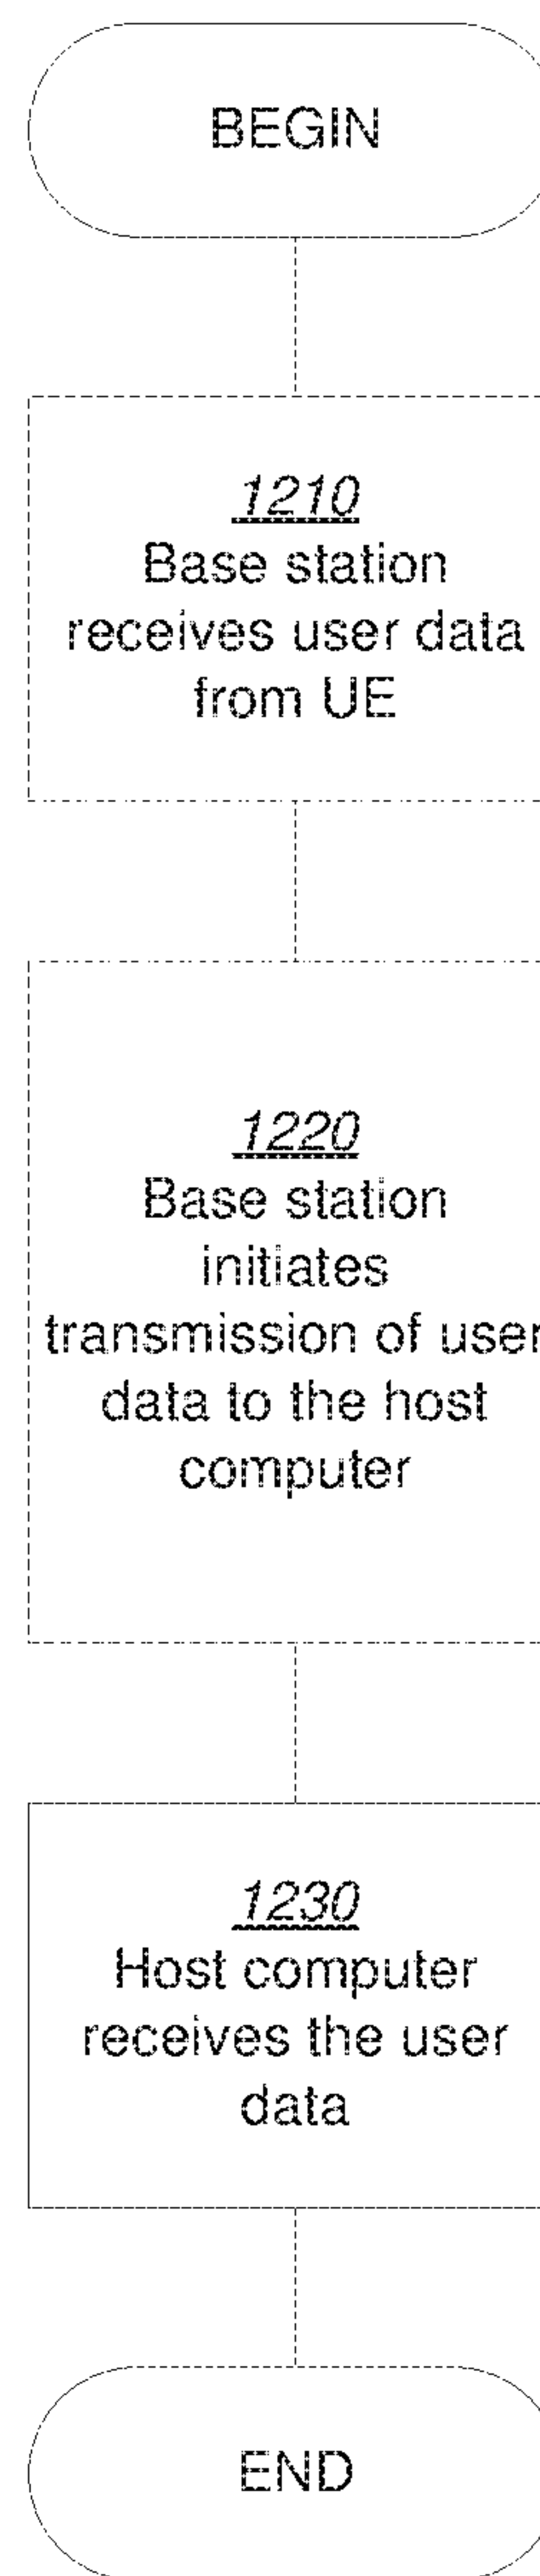 BEGIN
1210
Base station
receives user data
from UE
1220
Base station
initiates
transmission of user
data to the host
computer
1230
Host computer
receives the user
data
END